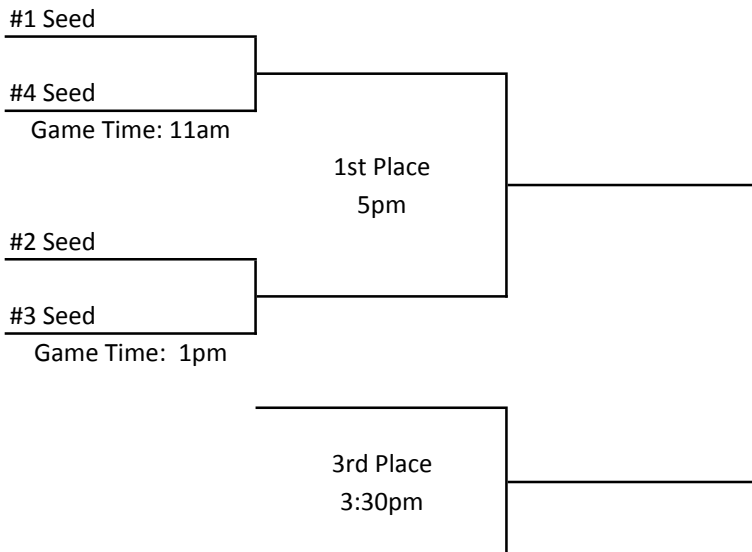 #1 Seed
#4 Seed
Game Time: 11am
1st Place
5pm
#2 Seed
#3 Seed
Game Time:  1pm
3rd Place
3:30pm